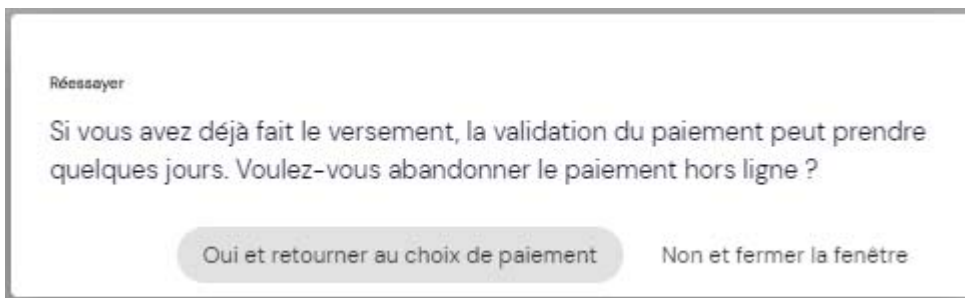 Réessayer
Si vous avez déjà fait le versement, la validation du paiement peut prendre
quelques jours. Voulez-vous abandonner le paiement hors ligne ?
Oui et retourner au choix de paiement Non et fermer la fenêtre